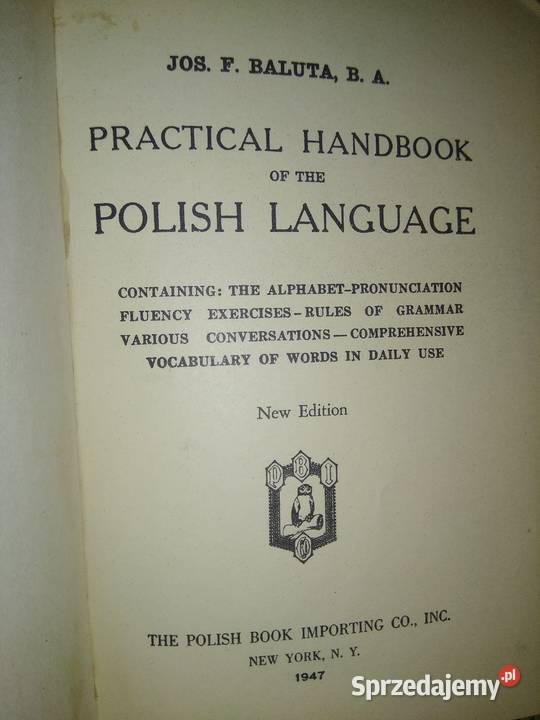 JOS. F. BALUTA, B. A.
PRACTICAL HANDBOOK
OF THE
POLISH LANGUAGE
CONTAINING: THE ALPHABET–PRONUNCIATION
FLUENCY EXERCISES – RULES OF GRAMMAR
VARIOUS CONVERSATIONS — COMPREHENSIVE
VOCABULARY OF WORDS IN DAILY USE
New Edition
P B I
CO
THE POLISH BOOK IMPORTING CO., INC.
NEW YORK, N. Y.
1947
Sprzedajemy.pl